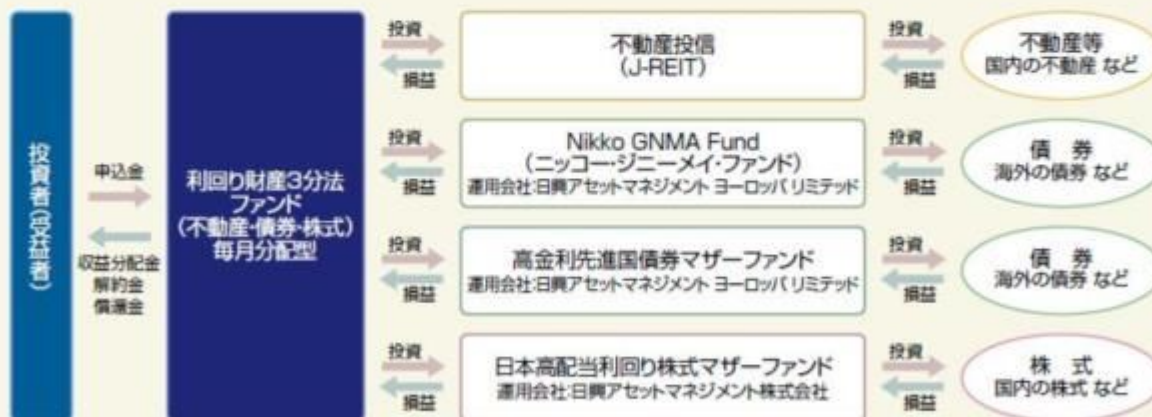 投資者(受益者)
申込金
収益分配金
解約金
償還金
利回り財産3分法
ファンド
(不動産・債券・株式)
毎月分配型
投資
損益
不動産投信
(J-REIT)
投資
損益
不動産等
国内の不動産 など
投資
損益
Nikko GNMA Fund
(ニッコー・ジニーメイ・ファンド)
運用会社:日興アセットマネジメント ヨーロッパ リミテッド
投資
損益
債 券
海外の債券 など
投資
損益
高金利先進国債券マザーファンド
運用会社:日興アセットマネジメント ヨーロッパ リミテッド
投資
損益
債 券
海外の債券 など
投資
損益
日本高配当利回り株式マザーファンド
運用会社:日興アセットマネジメント株式会社
投資
損益
株 式
国内の株式 など